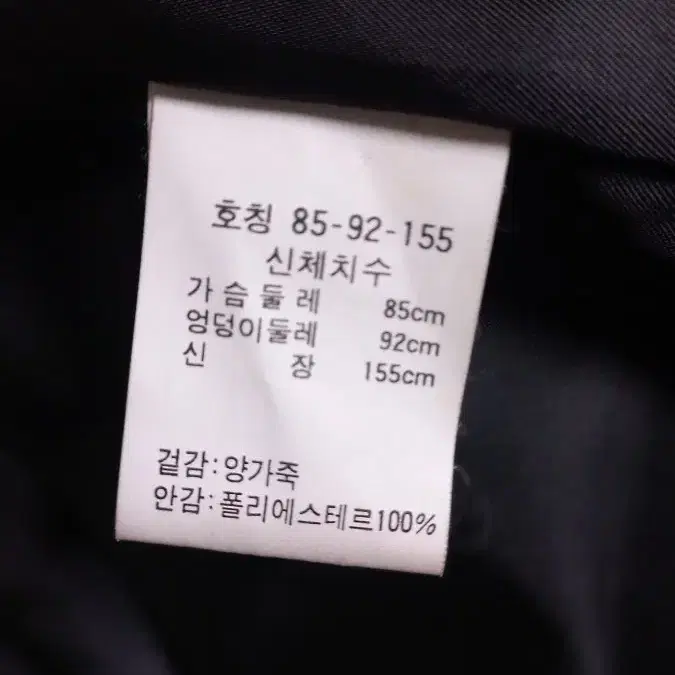 호칭 85-92-155
신체치수
가슴둘레 85cm
엉덩이둘레 92cm
신 장 155cm
겉감:양가죽
안감:폴리에스테르100%